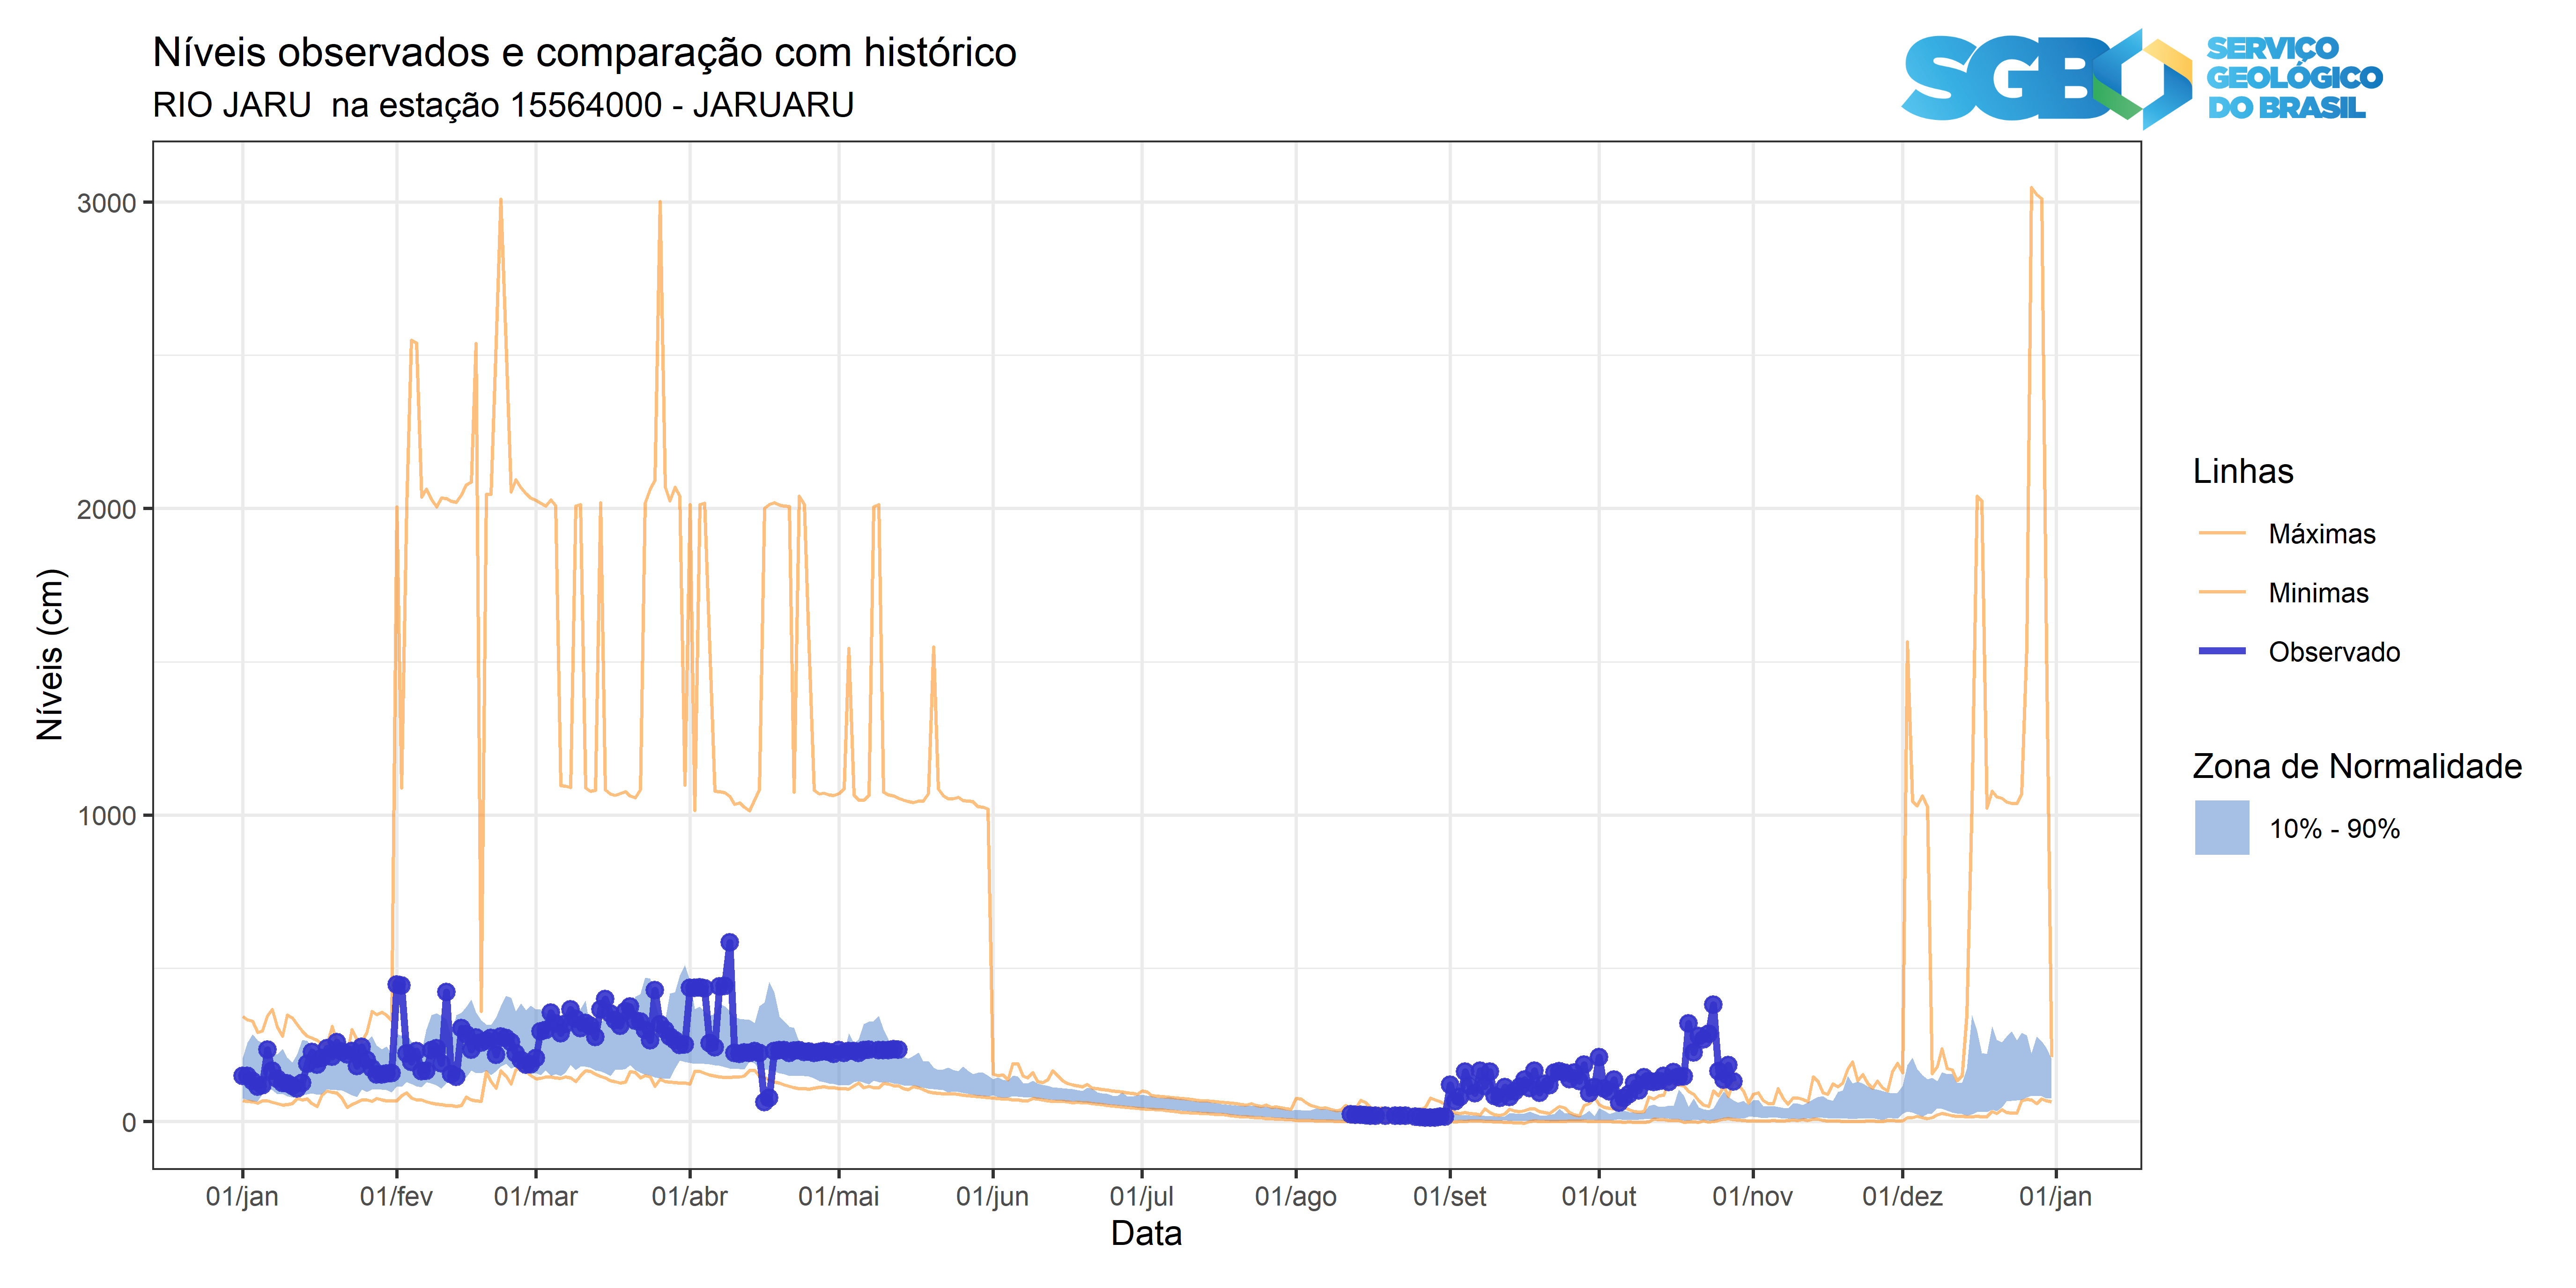 Níveis observados e comparação com histórico
RIO JARU  na estação 15564000 - JARUARU
SGB
SERVIÇO
GEOLÓGICO
DO BRASIL
3000
2000
1000
0
Níveis (cm)
01/jan
01/fev
01/mar
01/abr
01/mai
01/jun
01/jul
01/ago
01/set
01/out
01/nov
01/dez
01/jan
Data
Linhas
Máximas
Minimas
Observado
Zona de Normalidade
10% - 90%